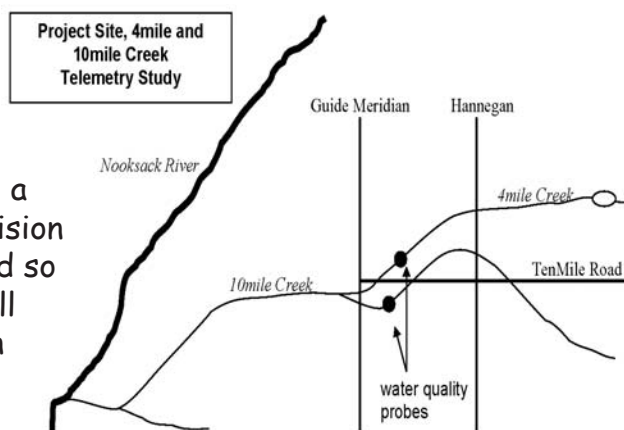 Project Site, 4mile and
10mile Creek
Telemetry Study
Guide Meridian
Hannegan
Nooksack River
a
ision
d so
ll
4mile Creek
TenMile Road
10mile Creek
water quality
probes